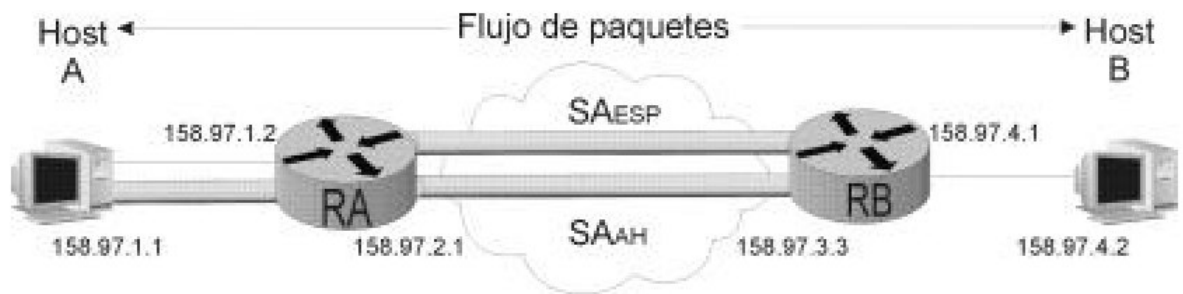 Host
A
Flujo de paquetes
Host
B
SAESP
158.97.1.2
158.97.4.1
RA
RB
SAAH
158.97.1.1
158.97.2.1
158.97.3.3
158.97.4.2